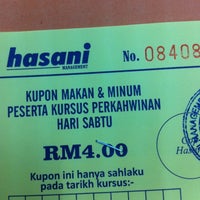 hasani
MANAGEMENT
No. 08408
KUPON MAKAN & MINUM
PESERTA KURSUS PERKAHWINAN
HARI SABTU
RM4.00
Kupon ini hanya sahlaku
pada tarikh kursus:-